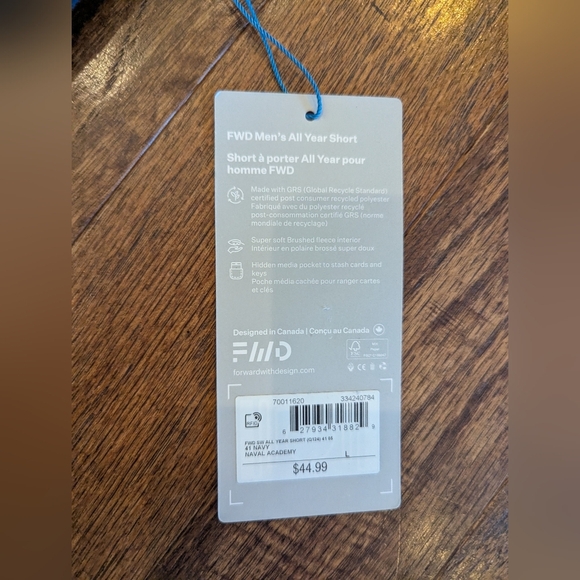 FWD Men's All Year Short
Short à porter All Year pour
homme FWD
Made with GRS (Global Recycle Standard)
certified post consumer recycled polyester
Fabriqué avec du polyester recyclé
post-consommation certifié GRS (norme
mondiale de recyclage)
Super soft Brushed fleece interior
Intérieur en polaire brossé super doux
Hidden media pocket to stash cards and
keys
Poche média cachée pour ranger cartes
et clés
Designed in Canada | Conçu au Canada
FWD
forwardwithdesign.com
70011620 334240784
RFID
6 27934 31882 9
FWD SW ALL YEAR SHORT
41 NAVY
NAVAL ACADEMY L
$44.99